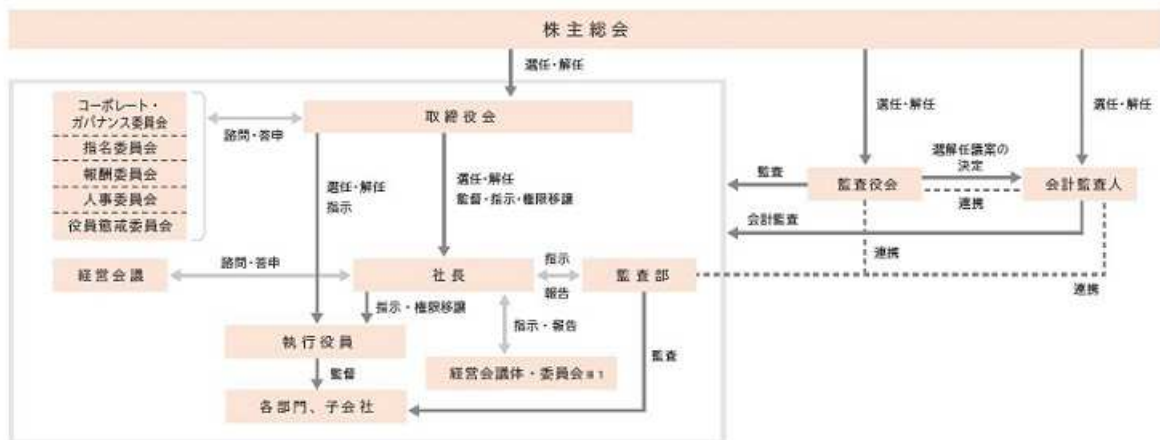 株主総会
選任・解任
選任・解任
選任・解任
コーポレート・
ガバナンス委員会
指名委員会
報酬委員会
人事委員会
役員懲戒委員会
諮問・答申
取締役会
選任・解任
指示
選任・解任
監督・指示・権限移譲
監査
監査役会
選解任議案の
決定
連携
会計監査人
会計監査
連携
連携
経営会議
諮問・答申
社長
指示
報告
監査部
指示・権限移譲
指示・報告
執行役員
監督
経営会議体・委員会※1
監査
各部門、子会社